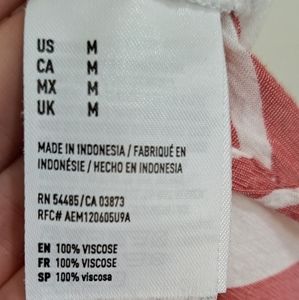 US M
CA M
MX M
UK M
MADE IN INDONESIA / FABRIQUÉ EN
INDONÉSIE / HECHO EN INDONESIA
RN 54485/CA 03873
RFC# AEM120605U9A
EN 100% VISCOSE
FR 100% VISCOSE
SP 100% viscosa